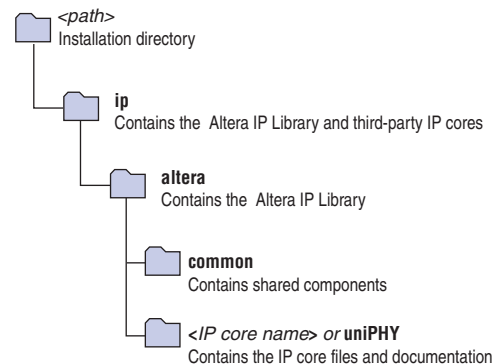 <path>
Installation directory
ip
Contains the Altera IP Library and third-party IP cores
altera
Contains the Altera IP Library
common
Contains shared components
<IP core name> or uniPHY
Contains the IP core files and documentation